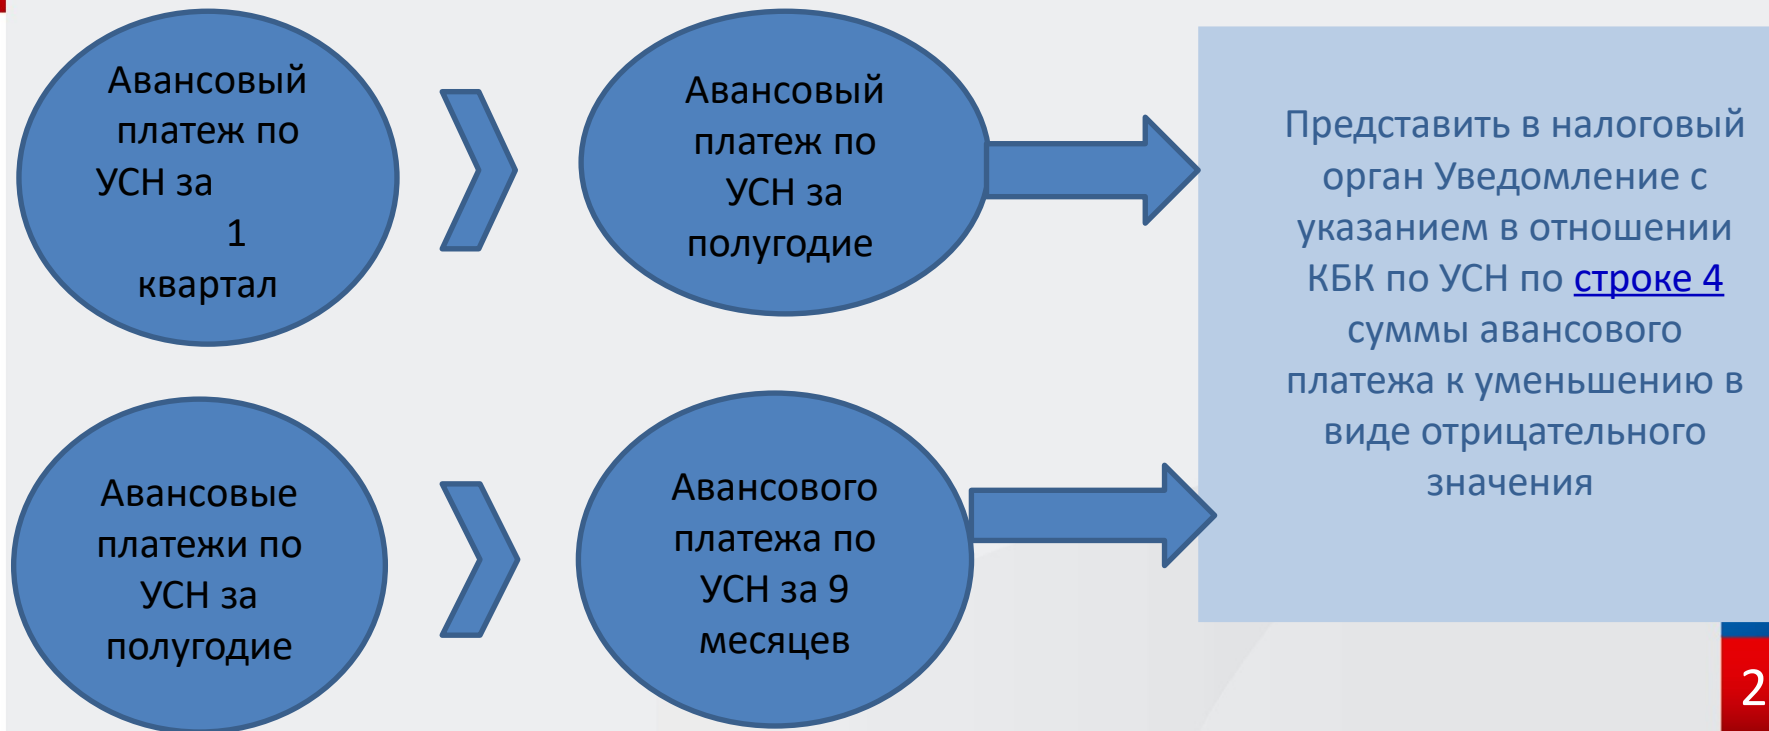 Авансовый
платеж по
УСН за
1
квартал
Авансовый
платеж по
УСН за
полугодие
Представить в налоговый
орган Уведомление с
указанием в отношении
КБК по УСН по строке 4
суммы авансового
платежа к уменьшению в
виде отрицательного
значения
Авансовые
платежи по
УСН за
полугодие
Авансового
платежа по
УСН за 9
месяцев
2